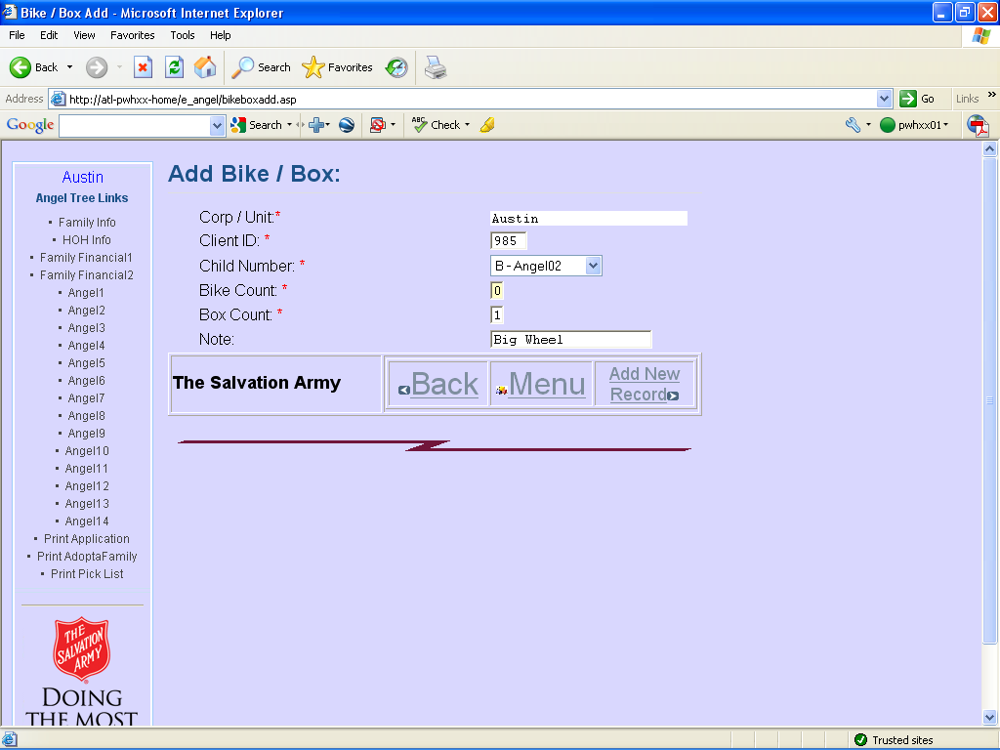 Bike / Box Add - Microsoft Internet Explorer
File Edit View Favorites Tools Help
Back Search Favorites
Address http://atl-pwhxx-home/e_angel/bikeboxadd.asp Go Links »
Google Search Check pwhxx01
Austin
Angel Tree Links
Family Info
HOH Info
Family Financial1
Family Financial2
Angel1
Angel2
Angel3
Angel4
Angel5
Angel6
Angel7
Angel8
Angel9
Angel10
Angel11
Angel12
Angel13
Angel14
Print Application
Print AdoptaFamily
Print Pick List
THE
SALVATION
ARMY
DOING
THE MOST
Add Bike / Box:
Corp / Unit:* Austin
Client ID: * 985
Child Number: * B-Angel02
Bike Count: * 0
Box Count: * 1
Note: Big Wheel
The Salvation Army Back Menu Add New
Record
Trusted sites